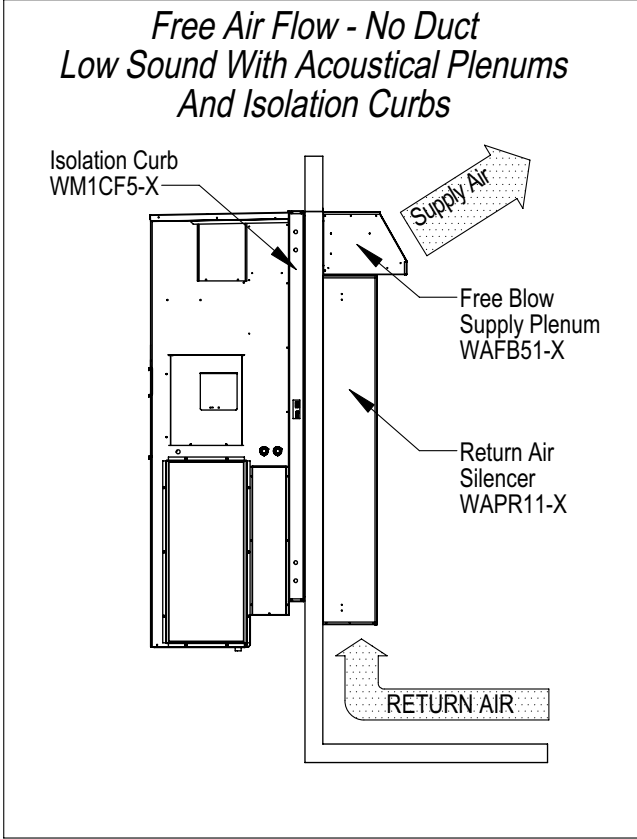 Free Air Flow - No Duct
Low Sound With Acoustical Plenums
And Isolation Curbs
Isolation Curb
WM1CF5-X
Supply Air
Free Blow
Supply Plenum
WAFB51-X
Return Air
Silencer
WAPR11-X
RETURN AIR